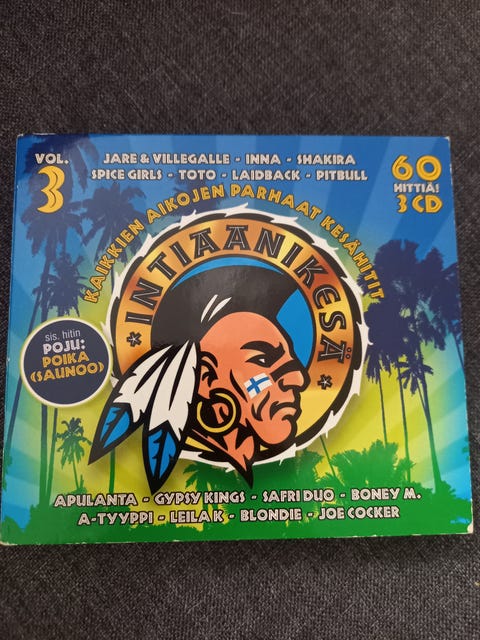 VOL.
3
JARE & VILLEGALLE - INNA - SHAKIRA
SPICE GIRLS - TOTO - LAIDBACK - PITBULL
60
HITTIÄ!
3 CD
KAIKKIEN AIKOJEN PARHAAT KESÄHITIT
INTIAANIKESÄ
sis. hitin
POJU:
POIKA
(SAUNOO)
APULANTA - GYPSY KINGS - SAFRI DUO - BONEY M.
A-TYYPPI - LEILA K - BLONDIE - JOE COCKER